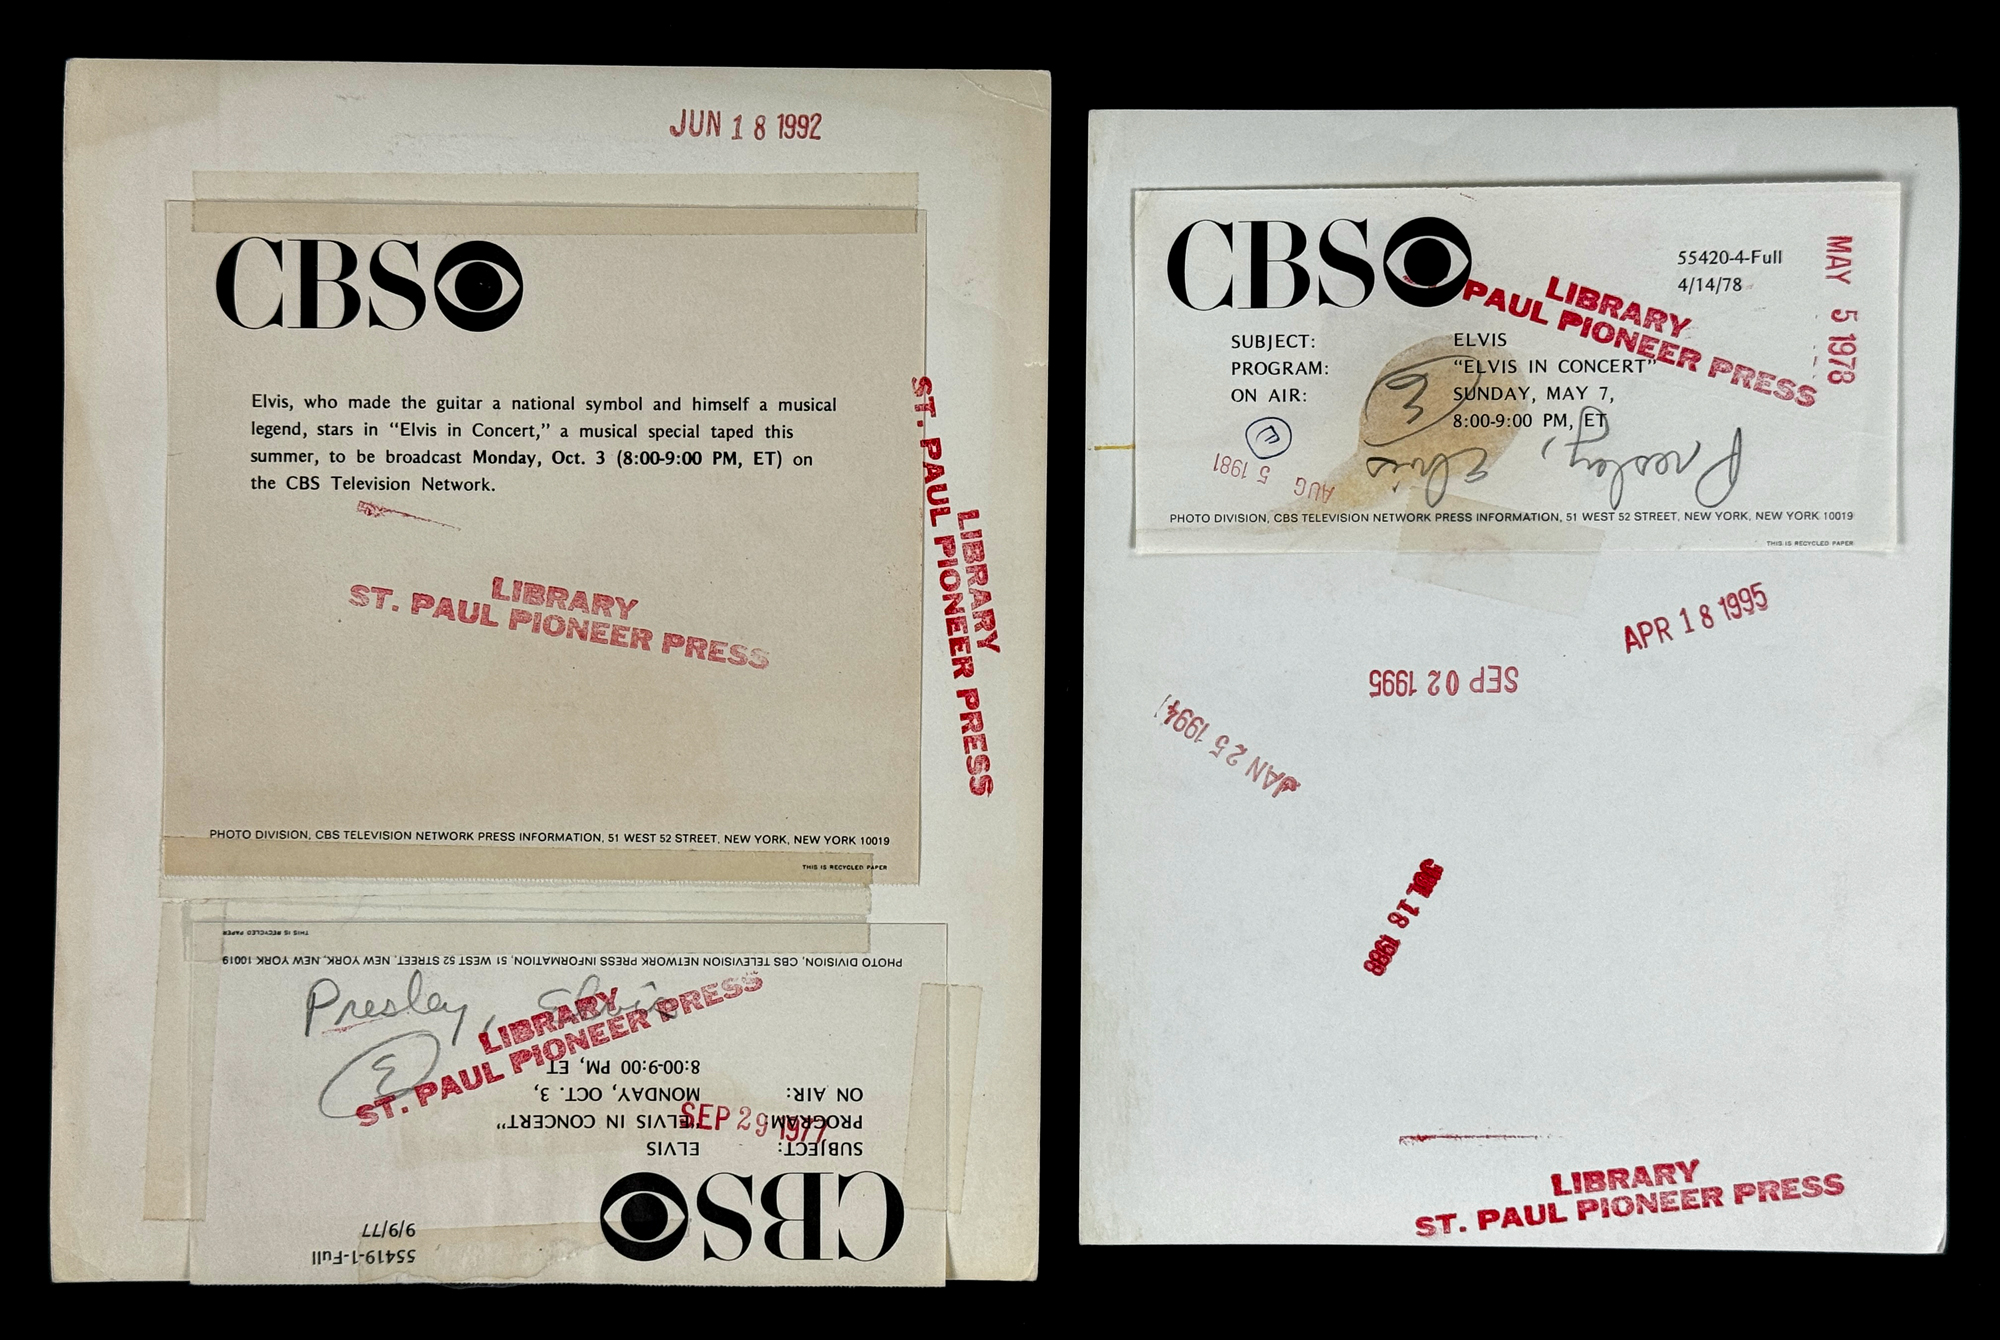 JUN 18 1992
CBS
Elvis, who made the guitar a national symbol and himself a musical
legend, stars in “Elvis in Concert,” a musical special taped this
summer, to be broadcast Monday, Oct. 3 (8:00-9:00 PM, ET) on
the CBS Television Network.
LIBRARY
ST. PAUL PIONEER PRESS
LIBRARY
ST. PAUL PIONEER PRESS
PHOTO DIVISION, CBS TELEVISION NETWORK PRESS INFORMATION, 51 WEST 52 STREET, NEW YORK, NEW YORK 10019
THIS IS RECYCLED PAPER
CBS
55419-1-Full
9/9/77
SUBJECT: ELVIS
PROGRAM: “ELVIS IN CONCERT”
ON AIR: MONDAY, OCT. 3,
8:00-9:00 PM, ET
SEP 29 1977
Presley, Elvis
E
LIBRARY
ST. PAUL PIONEER PRESS
PHOTO DIVISION, CBS TELEVISION NETWORK PRESS INFORMATION, 51 WEST 52 STREET, NEW YORK, NEW YORK 10019
THIS IS RECYCLED PAPER
CBS
55420-4-Full
4/14/78
MAY 5 1978
LIBRARY
PAUL PIONEER PRESS
SUBJECT: ELVIS
PROGRAM: “ELVIS IN CONCERT”
ON AIR: SUNDAY, MAY 7,
8:00-9:00 PM, ET
E
E
Presley, Elvis
AUG 5 1981
PHOTO DIVISION, CBS TELEVISION NETWORK PRESS INFORMATION, 51 WEST 52 STREET, NEW YORK, NEW YORK 10019
THIS IS RECYCLED PAPER
APR 18 1995
SEP 02 1995
JAN 25 1994
JUL 18 1988
LIBRARY
ST. PAUL PIONEER PRESS